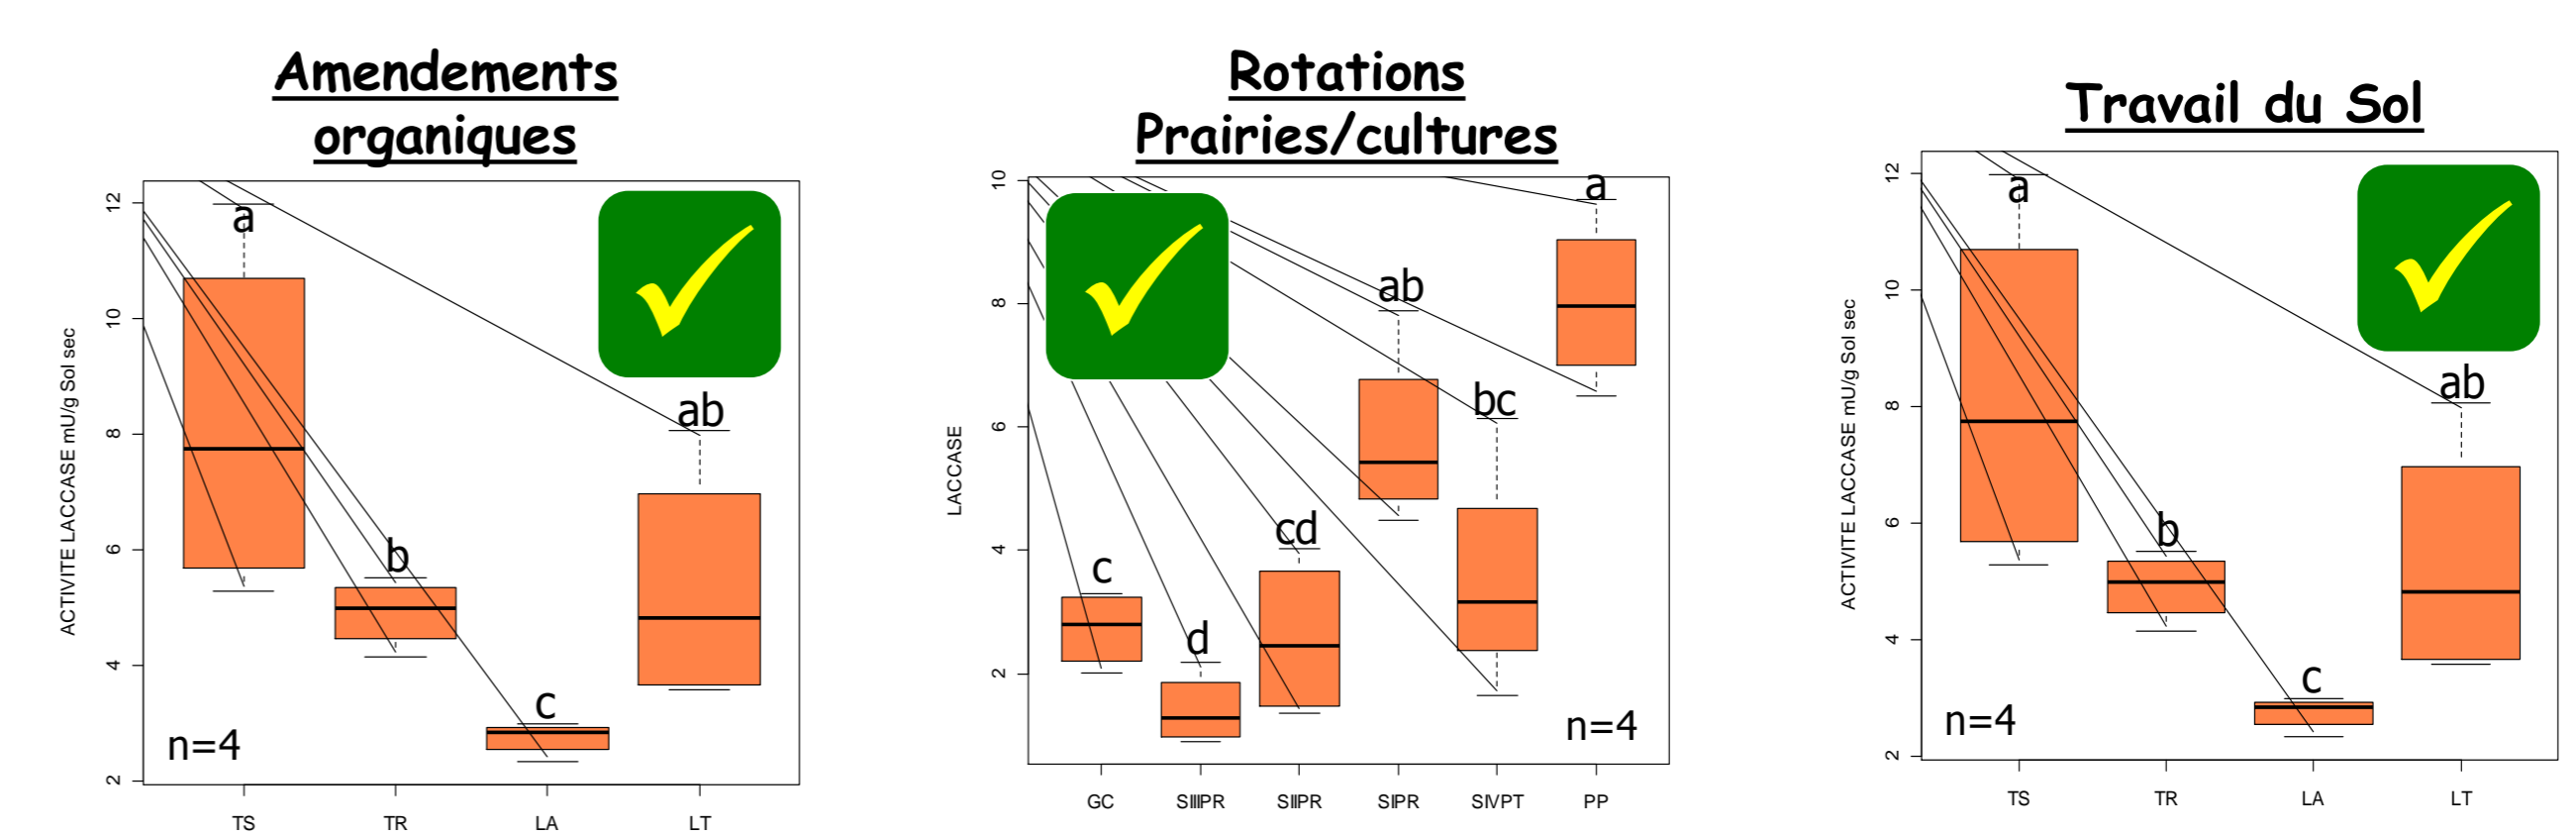 Amendements
organiques
ACTIVITE LACCASE mU/g Sol sec
12
10
8
6
4
2
a
b
c
ab
n=4
TS TR LA LT
Rotations
Prairies/cultures
LACCASE
10
8
6
4
2
c
d
cd
ab
bc
a
n=4
GC SIIIPR SIIPR SIPR SIVPT PP
Travail du Sol
ACTIVITE LACCASE mU/g Sol sec
12
10
8
6
4
2
a
b
c
ab
n=4
TS TR LA LT